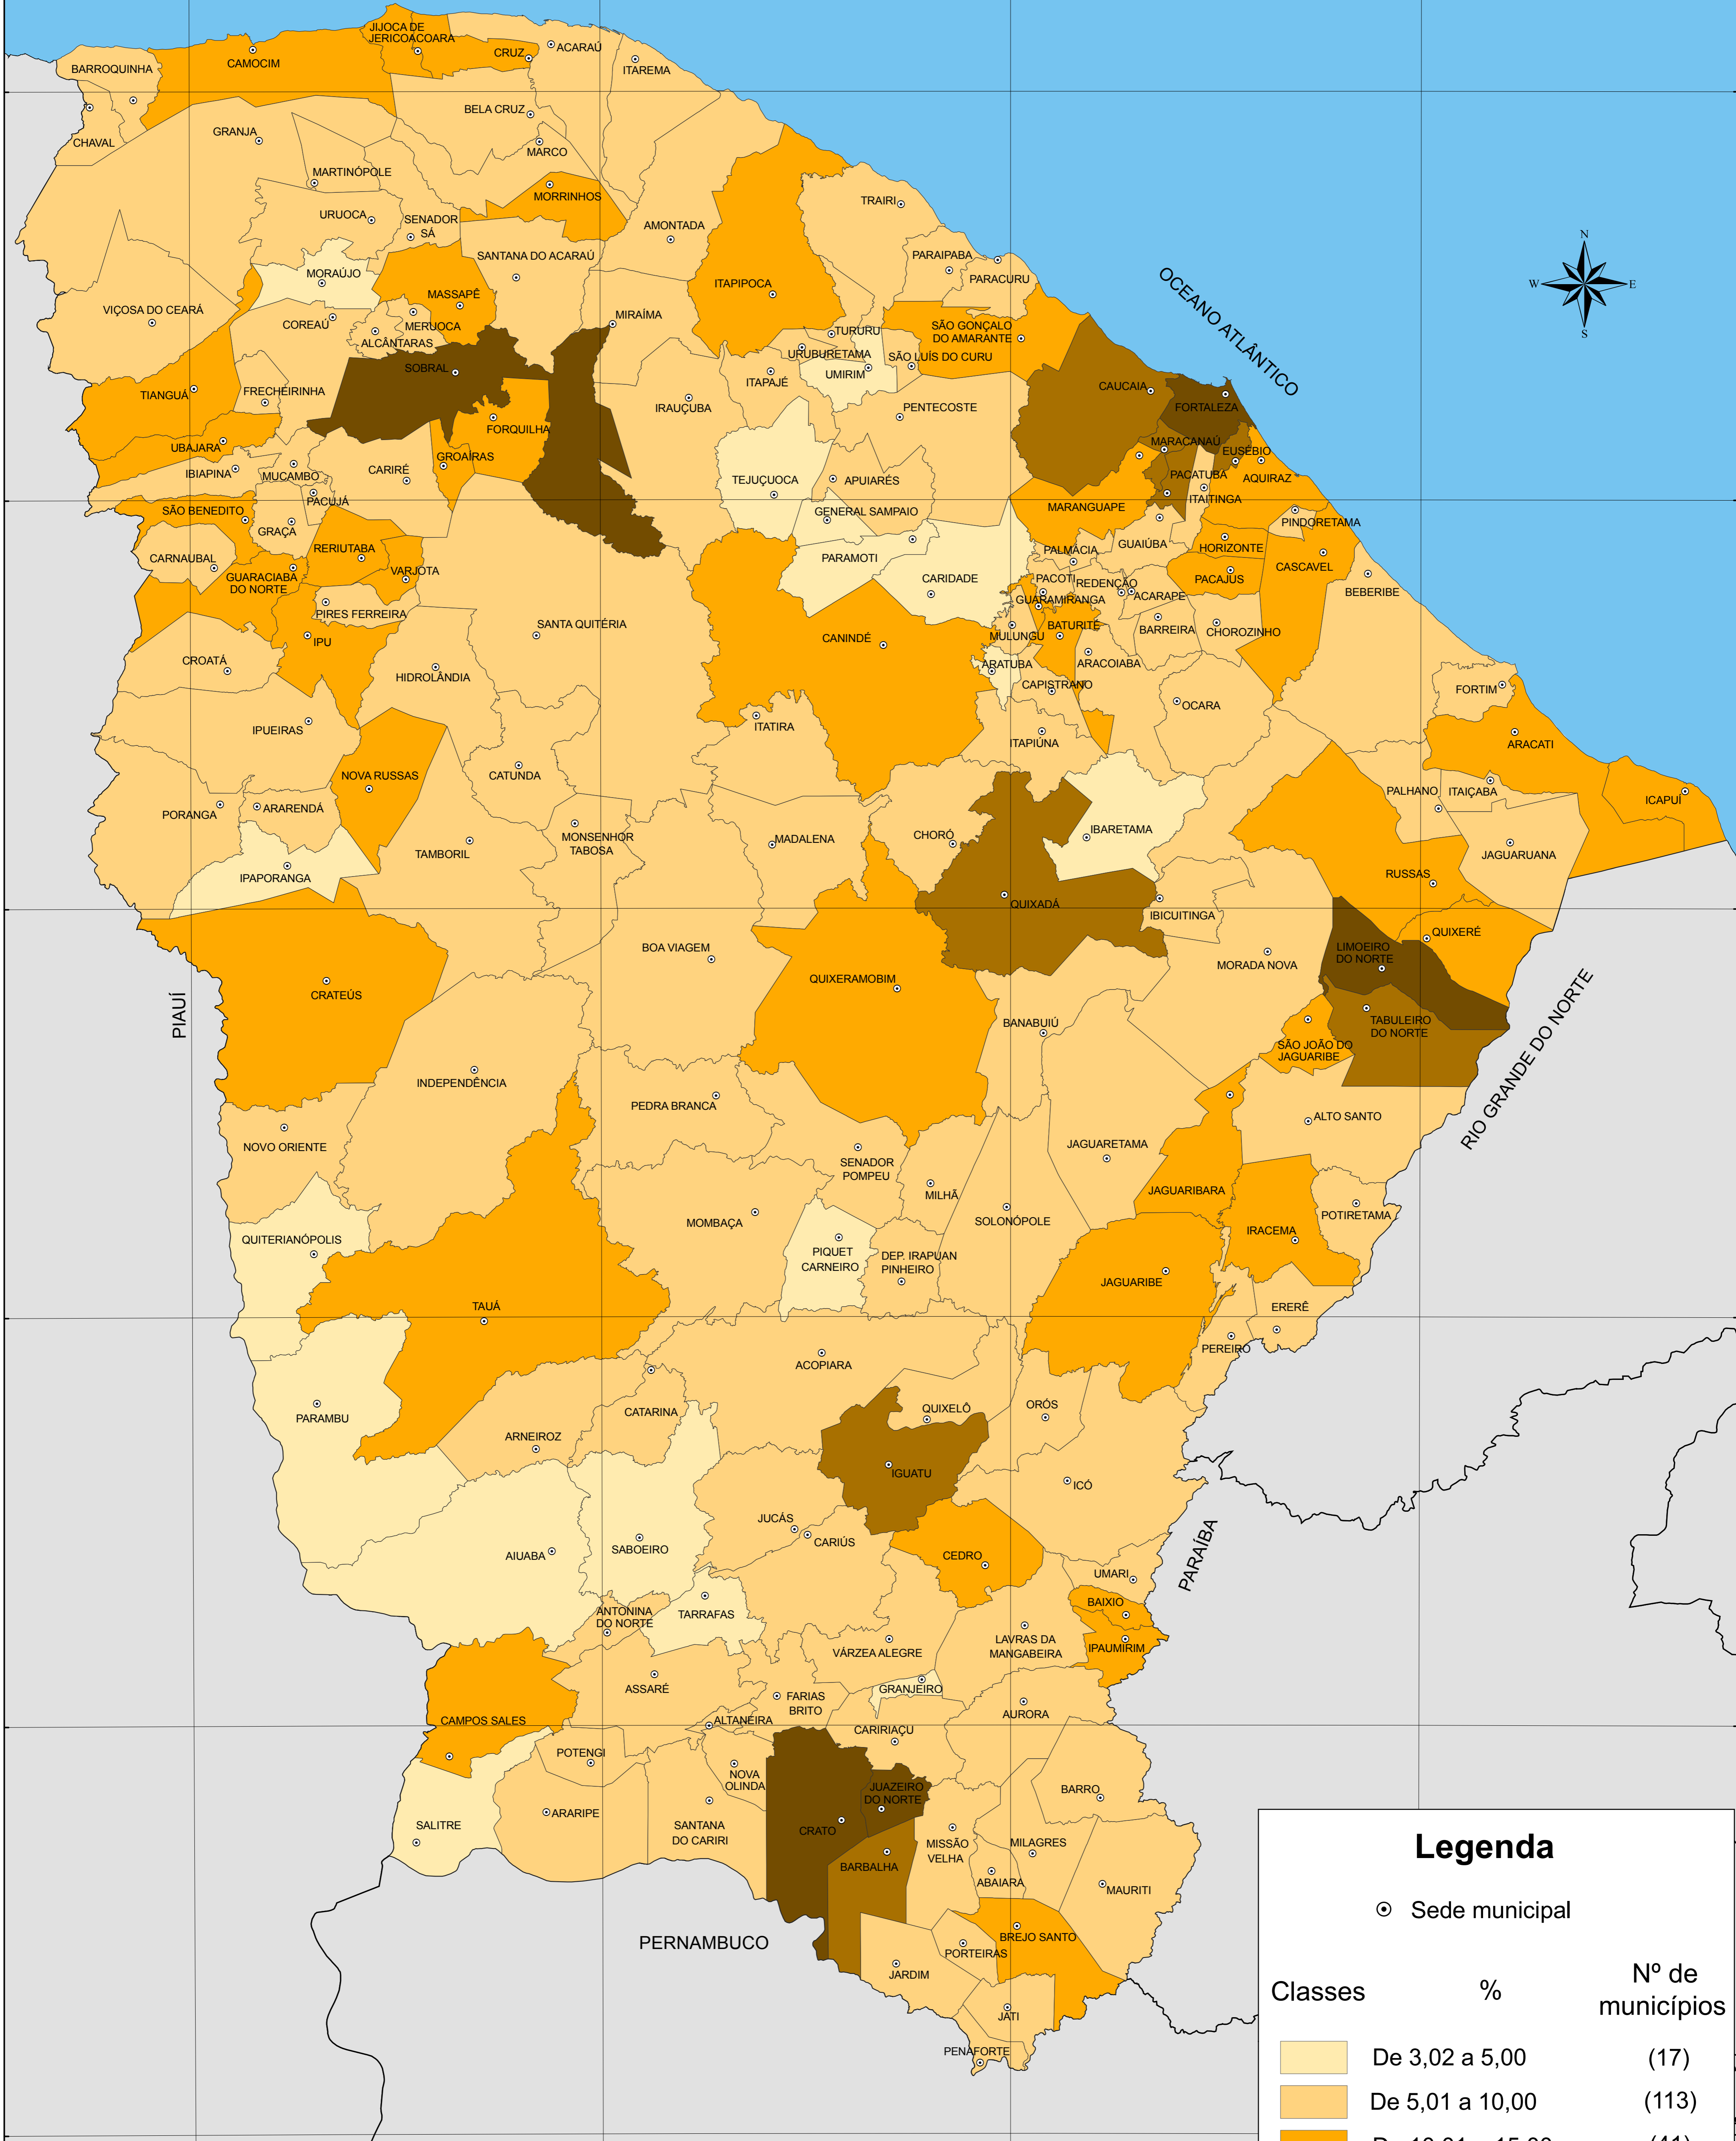 JIJOCA DE
JERICOACOARA
CRUZ
ACARAÚ
BARROQUINHA
CAMOCIM
ITAREMA
BELA CRUZ
CHAVAL
GRANJA
MARCO
MARTINÓPOLE
MORRINHOS
TRAIRI
URUOCA
SENADOR
SÁ
AMONTADA
N
SANTANA DO ACARAÚ
PARAIPABA
MORAÚJO
PARACURU
OCEANO ATLÂNTICO
W
E
S
ITAPIPOCA
MASSAPÊ
VIÇOSA DO CEARÁ
MIRAÍMA
COREAÚ
MERUOCA
SÃO GONÇALO
DO AMARANTE
TURURU
ALCÂNTARAS
URUBURETAMA
SÃO LUÍS DO CURU
SOBRAL
UMIRIM
ITAPAJÉ
CAUCAIA
FRECHEIRINHA
TIANGUÁ
IRAUÇUBA
PENTECOSTE
FORTALEZA
FORQUILHA
MARACANAÚ
UBAJARA
EUSÉBIO
GROAÍRAS
CARIRÉ
IBIAPINA
MUCAMBO
PACATUBA
AQUIRAZ
TEJUÇUOCA
APUIARÉS
ITAITINGA
PACUJÁ
MARANGUAPE
SÃO BENEDITO
GENERAL SAMPAIO
PINDORETAMA
GRAÇA
GUAIÚBA
HORIZONTE
RERIUTABA
PALMÁCIA
CARNAUBAL
PARAMOTI
CASCAVEL
VARJOTA
GUARACIABA
DO NORTE
CARIDADE
PACOTI
REDENÇÃO
PACAJUS
BEBERIBE
ACARAPE
GUARAMIRANGA
PIRES FERREIRA
SANTA QUITÉRIA
BATURITÉ
BARREIRA
CHOROZINHO
CANINDÉ
MULUNGU
IPU
CROATÁ
ARATUBA
ARACOIABA
HIDROLÂNDIA
CAPISTRANO
FORTIM
OCARA
ITATIRA
IPUEIRAS
ITAPIÚNA
ARACATI
NOVA RUSSAS
CATUNDA
PALHANO
ITAIÇABA
ICAPUÍ
PORANGA
ARARENDÁ
IBARETAMA
CHORÓ
MADALENA
MONSENHOR
TABOSA
TAMBORIL
JAGUARUANA
IPAPORANGA
RUSSAS
QUIXADÁ
IBICUITINGA
QUIXERÉ
BOA VIAGEM
LIMOEIRO
DO NORTE
MORADA NOVA
QUIXERAMOBIM
CRATEÚS
PIAUÍ
BANABUIÚ
TABULEIRO
DO NORTE
SÃO JOÃO DO
JAGUARIBE
RIO GRANDE DO NORTE
INDEPENDÊNCIA
PEDRA BRANCA
ALTO SANTO
NOVO ORIENTE
JAGUARETAMA
SENADOR
POMPEU
JAGUARIBARA
MILHÃ
POTIRETAMA
SOLONÓPOLE
MOMBAÇA
IRACEMA
QUITERIANÓPOLIS
PIQUET
CARNEIRO
DEP. IRAPUAN
PINHEIRO
JAGUARIBE
TAUÁ
ERERÊ
PEREIRO
ACOPIARA
QUIXELÔ
ORÓS
CATARINA
PARAMBU
ARNEIROZ
IGUATU
ICÓ
JUCÁS
CARIÚS
SABOEIRO
AIUABA
CEDRO
PARAÍBA
UMARI
BAIXIO
ANTONINA
DO NORTE
TARRAFAS
LAVRAS DA
MANGABEIRA
IPAUMIRIM
VÁRZEA ALEGRE
ASSARÉ
GRANJEIRO
FARIAS
BRITO
AURORA
CAMPOS SALES
ALTANEIRA
CARIRIAÇU
POTENGI
NOVA
OLINDA
JUAZEIRO
DO NORTE
BARRO
ARARIPE
SALITRE
SANTANA
DO CARIRI
CRATO
MISSÃO
VELHA
MILAGRES
BARBALHA
ABAIARA
MAURITI
PERNAMBUCO
BREJO SANTO
PORTEIRAS
JARDIM
JATI
PENAFORTE
Legenda
Sede municipal
Classes % Nº de
municípios
De 3,02 a 5,00 (17)
De 5,01 a 10,00 (113)